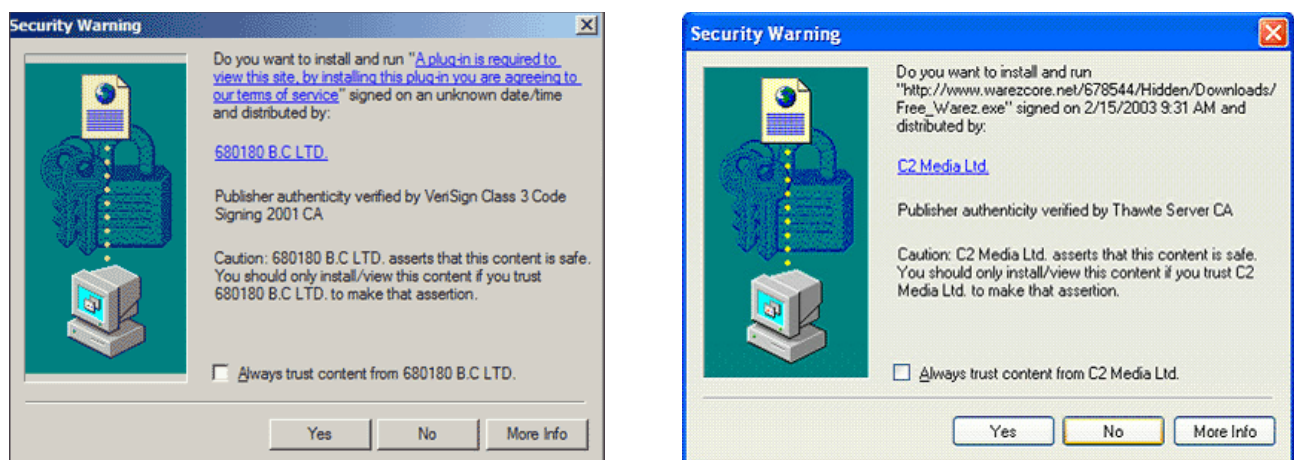 Security Warning
Do you want to install and run "A plug-in is required to
view this site, by installing this plug-in you are agreeing to
our terms of service" signed on an unknown date/time
and distributed by:
680180 B.C LTD.
Publisher authenticity verified by VeriSign Class 3 Code
Signing 2001 CA
Caution: 680180 B.C LTD. asserts that this content is safe.
You should only install/view this content if you trust
680180 B.C LTD. to make that assertion.
Always trust content from 680180 B.C LTD.
Yes No More Info
Security Warning
Do you want to install and run
"http://www.warezcore.net/678544/Hidden/Downloads/
Free_Warez.exe" signed on 2/15/2003 9:31 AM and
distributed by:
C2 Media Ltd.
Publisher authenticity verified by Thawte Server CA
Caution: C2 Media Ltd. asserts that this content is safe.
You should only install/view this content if you trust C2
Media Ltd. to make that assertion.
Always trust content from C2 Media Ltd.
Yes No More Info